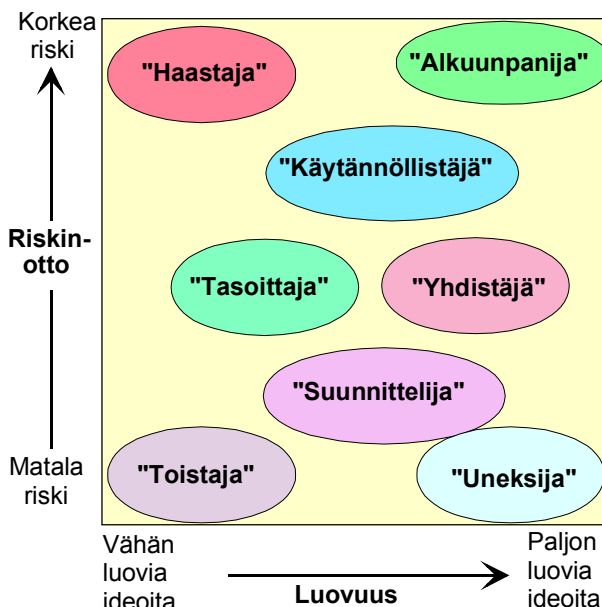 Korkea
riski
"Haastaja"
"Alkuunpanija"
"Käytännöllistäjä"
Riskin-
otto
"Tasoittaja"
"Yhdistäjä"
"Suunnittelija"
Matala
riski
"Toistaja"
"Uneksija"
Vähän
luovia
ideoita
Luovuus
Paljon
luovia
ideoita